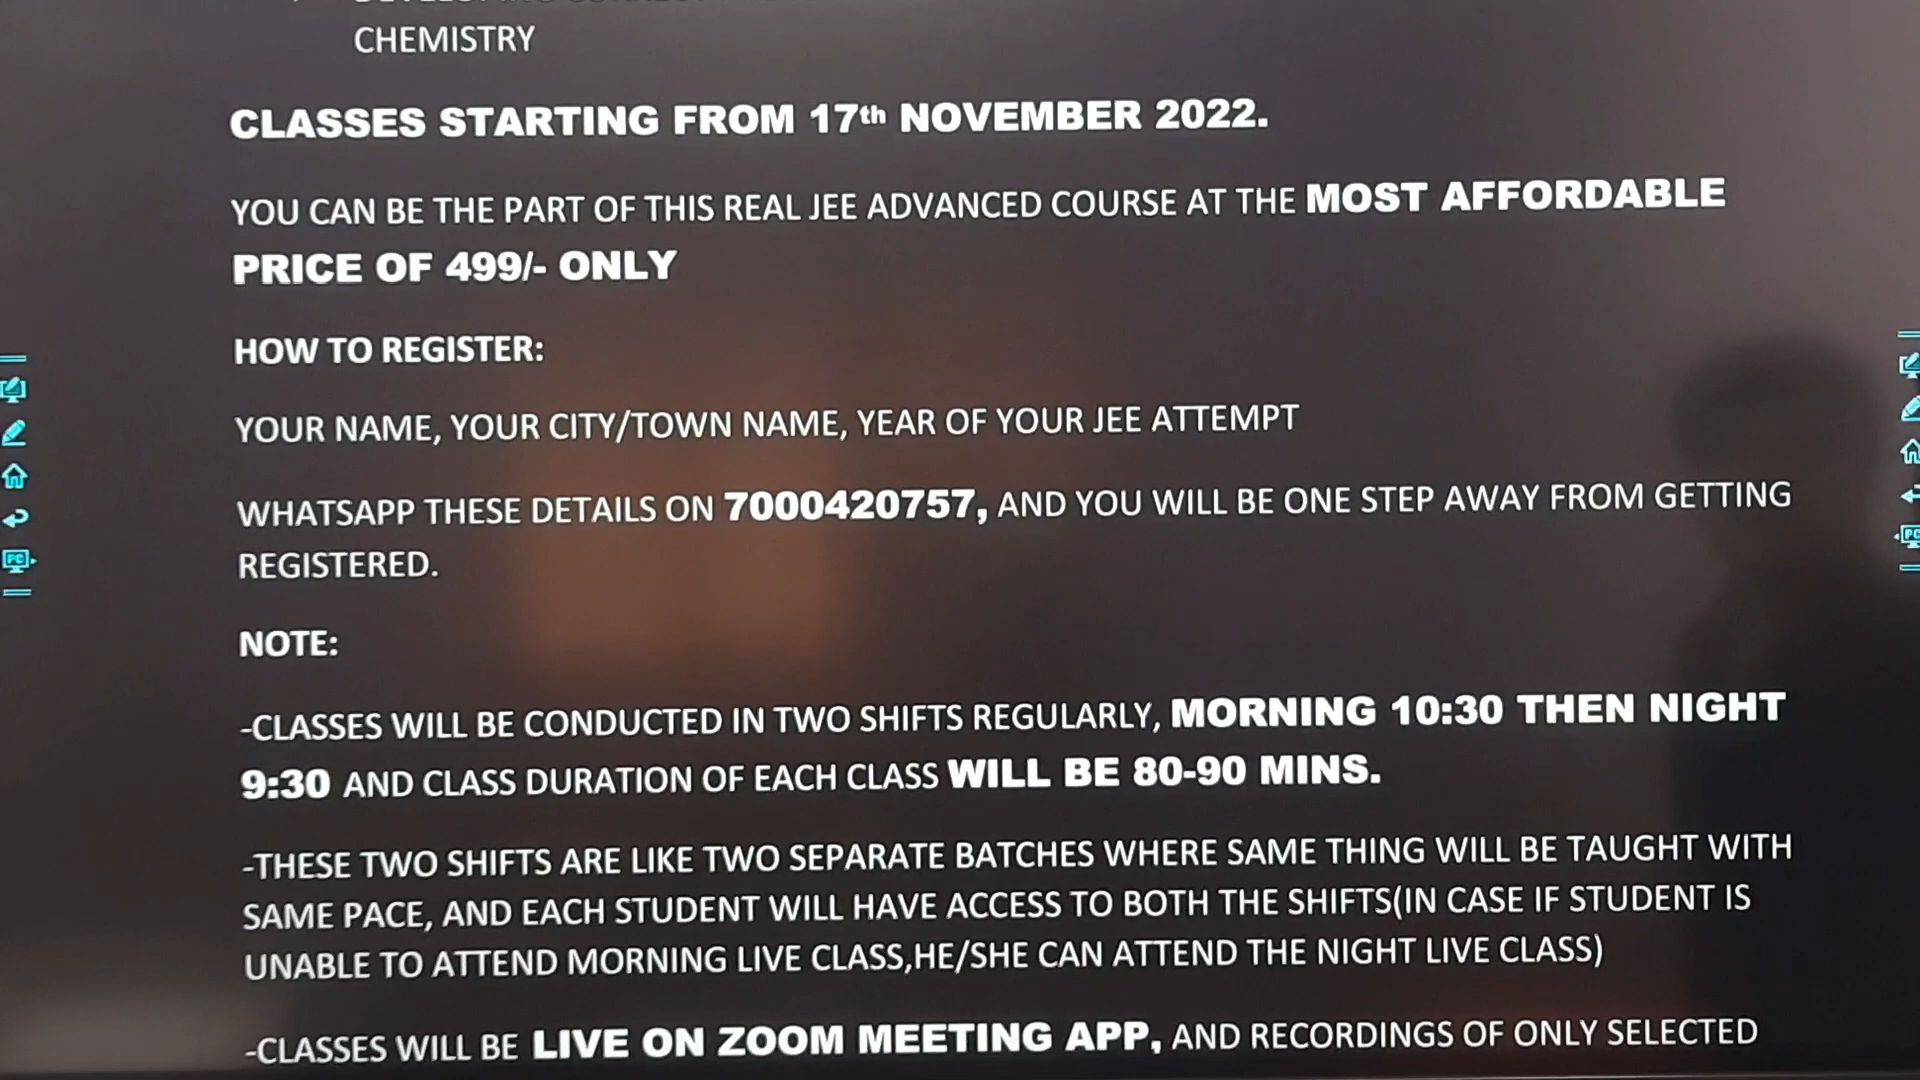 CHEMISTRY
CLASSES STARTING FROM 17th NOVEMBER 2022.
YOU CAN BE THE PART OF THIS REAL JEE ADVANCED COURSE AT THE MOST AFFORDABLE
PRICE OF 499/- ONLY
HOW TO REGISTER:
YOUR NAME, YOUR CITY/TOWN NAME, YEAR OF YOUR JEE ATTEMPT
WHATSAPP THESE DETAILS ON 7000420757, AND YOU WILL BE ONE STEP AWAY FROM GETTING
REGISTERED.
NOTE:
-CLASSES WILL BE CONDUCTED IN TWO SHIFTS REGULARLY, MORNING 10:30 THEN NIGHT
9:30 AND CLASS DURATION OF EACH CLASS WILL BE 80-90 MINS.
-THESE TWO SHIFTS ARE LIKE TWO SEPARATE BATCHES WHERE SAME THING WILL BE TAUGHT WITH
SAME PACE, AND EACH STUDENT WILL HAVE ACCESS TO BOTH THE SHIFTS(IN CASE IF STUDENT IS
UNABLE TO ATTEND MORNING LIVE CLASS,HE/SHE CAN ATTEND THE NIGHT LIVE CLASS)
-CLASSES WILL BE LIVE ON ZOOM MEETING APP, AND RECORDINGS OF ONLY SELECTED
PC
PC